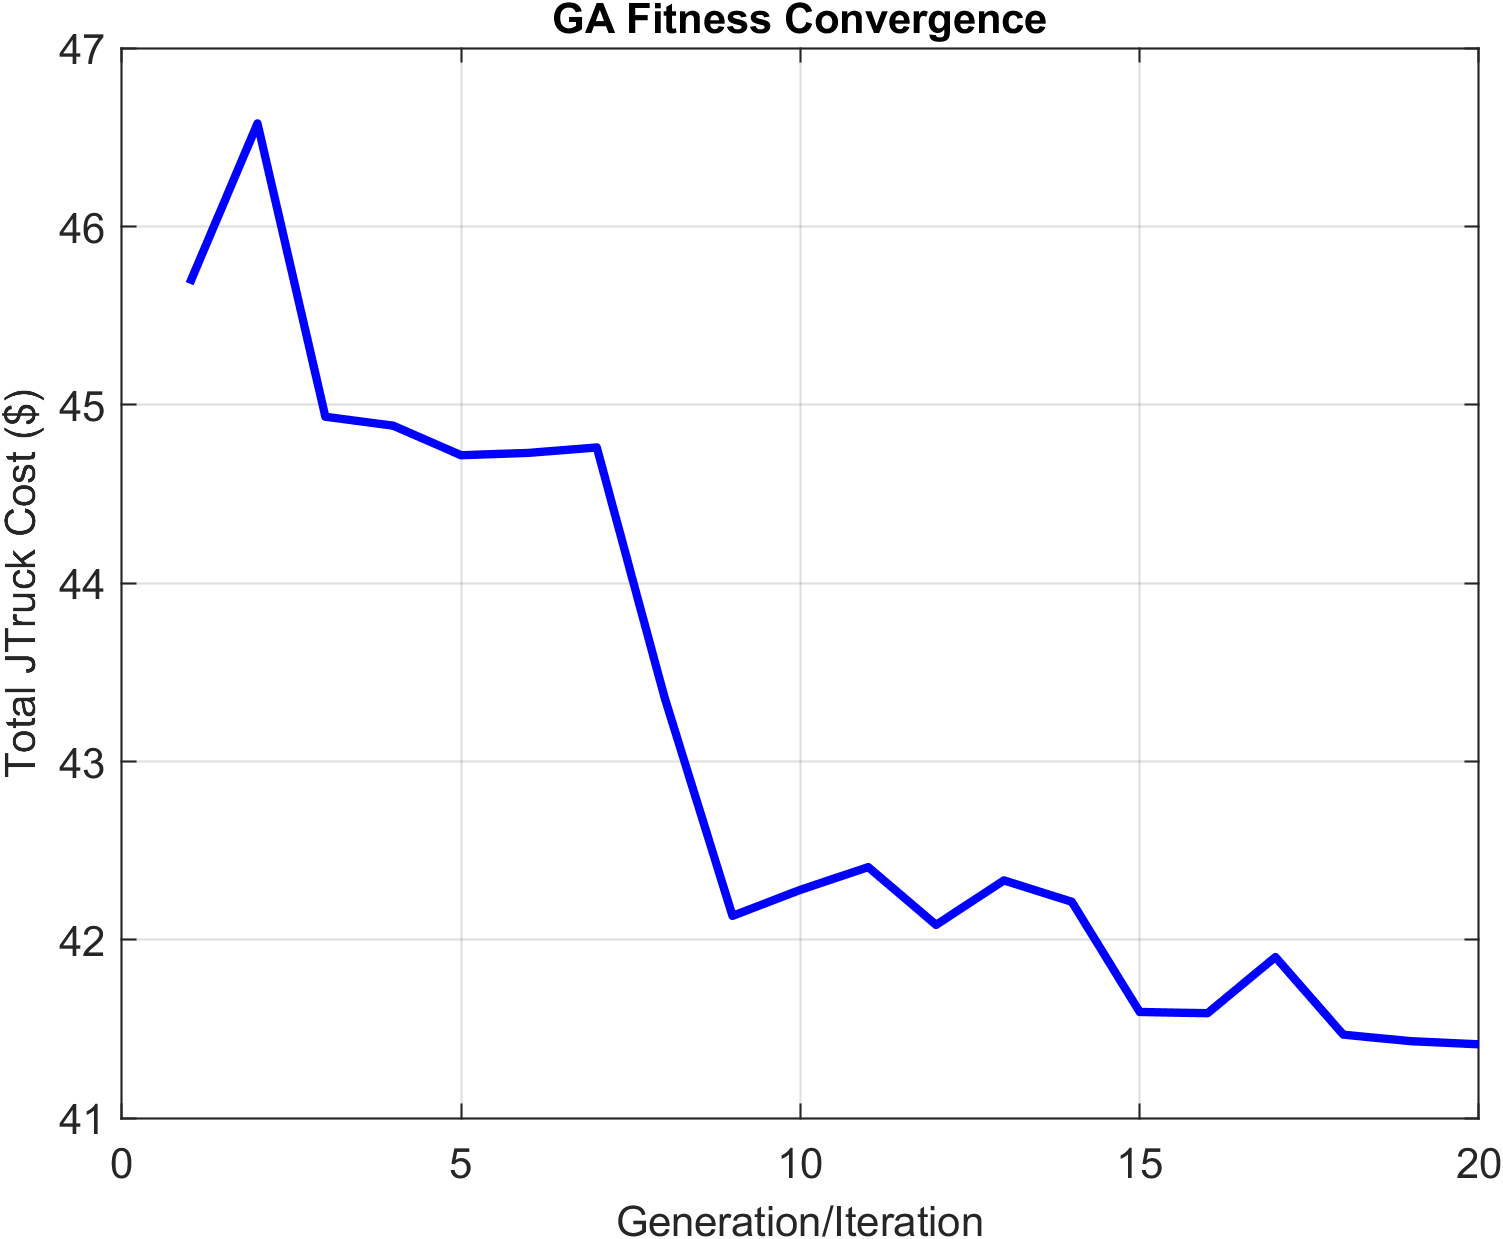 GA Fitness Convergence
47
46
45
44
43
42
41
Total JTruck Cost ($)
0 5 10 15 20
Generation/Iteration